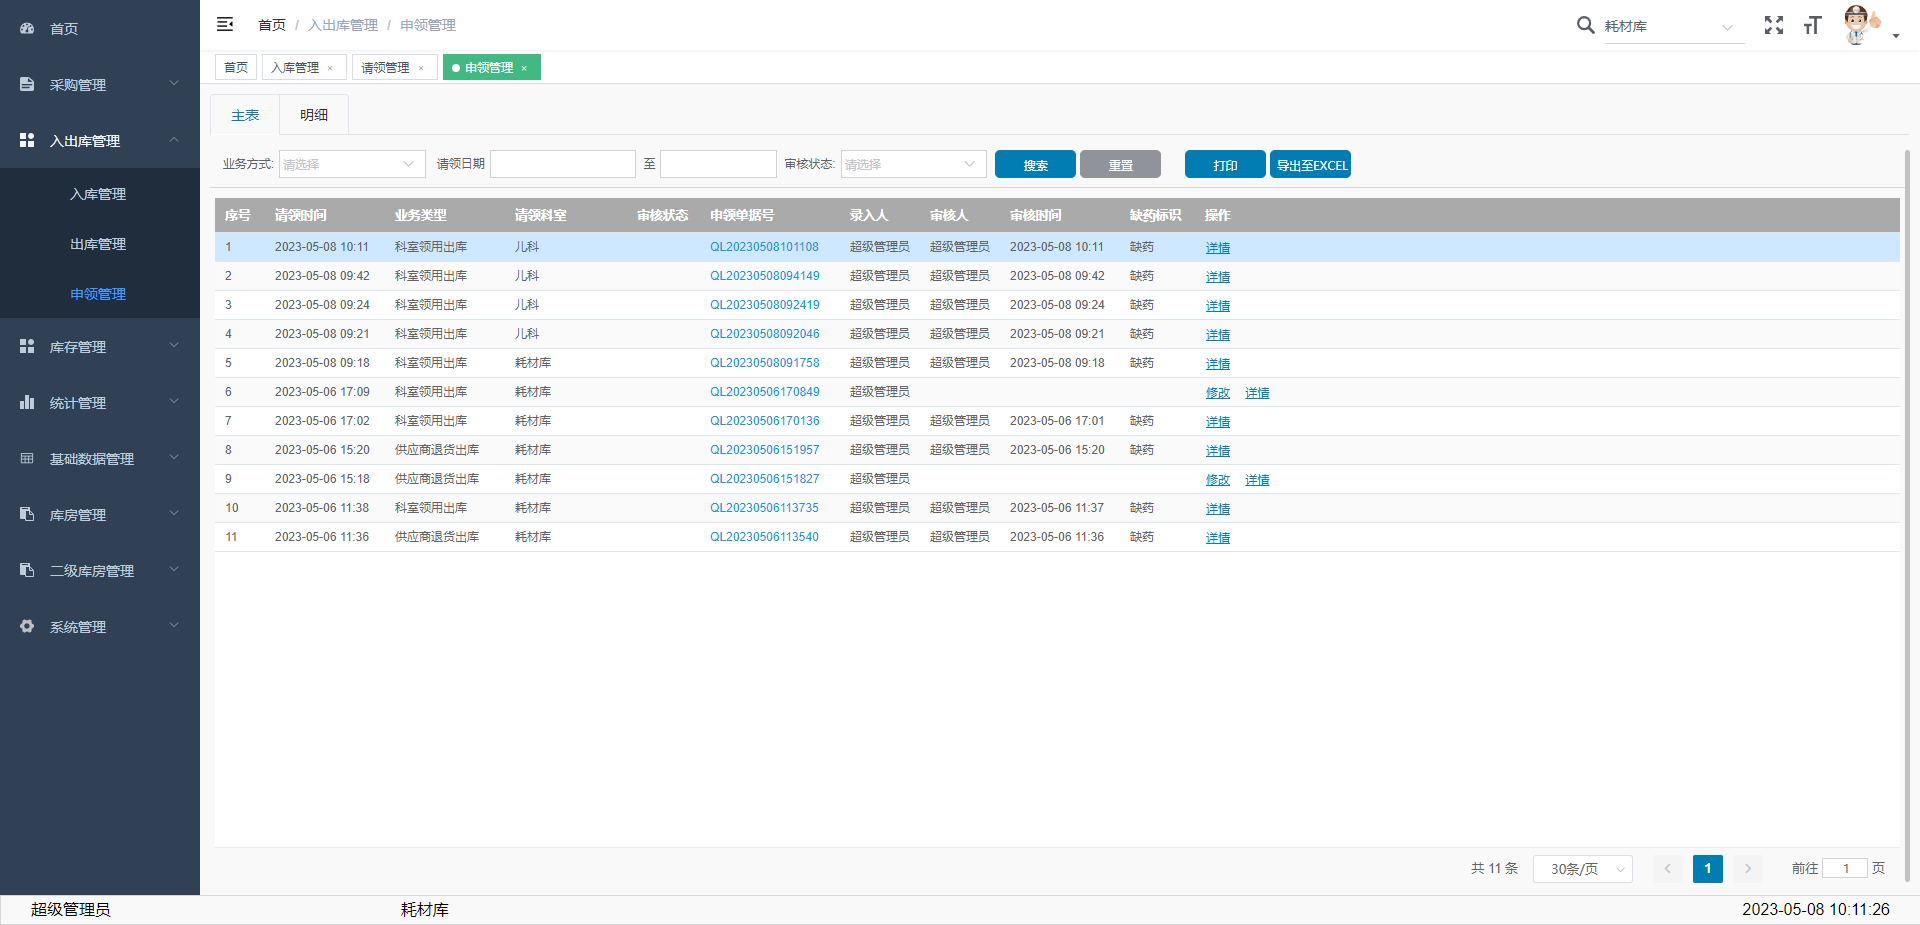 首页
采购管理
入出库管理
入库管理
出库管理
申领管理
库存管理
统计管理
基础数据管理
库房管理
二级库房管理
系统管理
首页 / 入出库管理 / 申领管理
耗材库
首页 入库管理 × 请领管理 × 申领管理 ×
主表 明细
业务方式: 请选择 请领日期 至 审核状态: 请选择 搜索 重置 打印 导出至EXCEL
序号 请领时间 业务类型 请领科室 审核状态 申领单据号 录入人 审核人 审核时间 缺药标识 操作
1 2023-05-08 10:11 科室领用出库 儿科 QL20230508101108 超级管理员 超级管理员 2023-05-08 10:11 缺药 详情
2 2023-05-08 09:42 科室领用出库 儿科 QL20230508094149 超级管理员 超级管理员 2023-05-08 09:42 缺药 详情
3 2023-05-08 09:24 科室领用出库 儿科 QL20230508092419 超级管理员 超级管理员 2023-05-08 09:24 缺药 详情
4 2023-05-08 09:21 科室领用出库 儿科 QL20230508092046 超级管理员 超级管理员 2023-05-08 09:21 缺药 详情
5 2023-05-08 09:18 科室领用出库 耗材库 QL20230508091758 超级管理员 超级管理员 2023-05-08 09:18 缺药 详情
6 2023-05-06 17:09 科室领用出库 耗材库 QL20230506170849 超级管理员 修改 详情
7 2023-05-06 17:02 科室领用出库 耗材库 QL20230506170136 超级管理员 超级管理员 2023-05-06 17:01 缺药 详情
8 2023-05-06 15:20 供应商退货出库 耗材库 QL20230506151957 超级管理员 超级管理员 2023-05-06 15:20 缺药 详情
9 2023-05-06 15:18 供应商退货出库 耗材库 QL20230506151827 超级管理员 修改 详情
10 2023-05-06 11:38 科室领用出库 耗材库 QL20230506113735 超级管理员 超级管理员 2023-05-06 11:37 缺药 详情
11 2023-05-06 11:36 供应商退货出库 耗材库 QL20230506113540 超级管理员 超级管理员 2023-05-06 11:36 缺药 详情
共 11 条 30条/页 1 前往 1 页
超级管理员 耗材库 2023-05-08 10:11:26